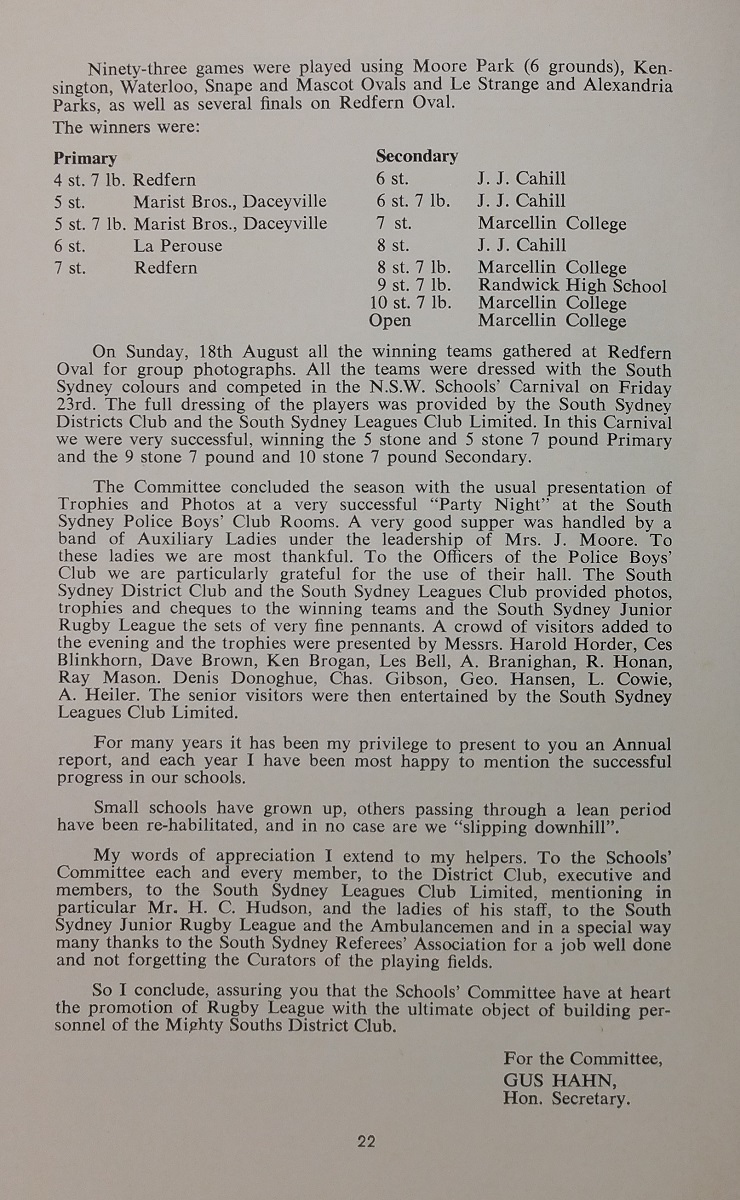 Ninety-three games were played using Moore Park (6 grounds), Ken-
sington, Waterloo, Snape and Mascot Ovals and Le Strange and Alexandria
Parks, as well as several finals on Redfern Oval.
The winners were:
Primary
4 st. 7 lb. Redfern
5 st. Marist Bros., Daceyville
5 st. 7 lb. Marist Bros., Daceyville
6 st. La Perouse
7 st. Redfern
Secondary
6 st. J. J. Cahill
6 st. 7 lb. J. J. Cahill
7 st. Marcellin College
8 st. J. J. Cahill
8 st. 7 lb. Marcellin College
9 st. 7 lb. Randwick High School
10 st. 7 lb. Marcellin College
Open Marcellin College
On Sunday, 18th August all the winning teams gathered at Redfern
Oval for group photographs. All the teams were dressed with the South
Sydney colours and competed in the N.S.W. Schools' Carnival on Friday
23rd. The full dressing of the players was provided by the South Sydney
Districts Club and the South Sydney Leagues Club Limited. In this Carnival
we were very successful, winning the 5 stone and 5 stone 7 pound Primary
and the 9 stone 7 pound and 10 stone 7 pound Secondary.
The Committee concluded the season with the usual presentation of
Trophies and Photos at a very successful "Party Night" at the South
Sydney Police Boys' Club Rooms. A very good supper was handled by a
band of Auxiliary Ladies under the leadership of Mrs. J. Moore. To
these ladies we are most thankful. To the Officers of the Police Boys'
Club we are particularly grateful for the use of their hall. The South
Sydney District Club and the South Sydney Leagues Club provided photos,
trophies and cheques to the winning teams and the South Sydney Junior
Rugby League the sets of very fine pennants. A crowd of visitors added to
the evening and the trophies were presented by Messrs. Harold Horder, Ces
Blinkhorn, Dave Brown, Ken Brogan, Les Bell, A. Branighan, R. Honan,
Ray Mason. Denis Donoghue, Chas. Gibson, Geo. Hansen, L. Cowie,
A. Heiler. The senior visitors were then entertained by the South Sydney
Leagues Club Limited.
For many years it has been my privilege to present to you an Annual
report, and each year I have been most happy to mention the successful
progress in our schools.
Small schools have grown up, others passing through a lean period
have been re-habilitated, and in no case are we "slipping downhill".
My words of appreciation I extend to my helpers. To the Schools'
Committee each and every member, to the District Club, executive and
members, to the South Sydney Leagues Club Limited, mentioning in
particular Mr. H. C. Hudson, and the ladies of his staff, to the South
Sydney Junior Rugby League and the Ambulancemen and in a special way
many thanks to the South Sydney Referees' Association for a job well done
and not forgetting the Curators of the playing fields.
So I conclude, assuring you that the Schools' Committee have at heart
the promotion of Rugby League with the ultimate object of building per-
sonnel of the Mighty Souths District Club.
For the Committee,
GUS HAHN,
Hon. Secretary.
22